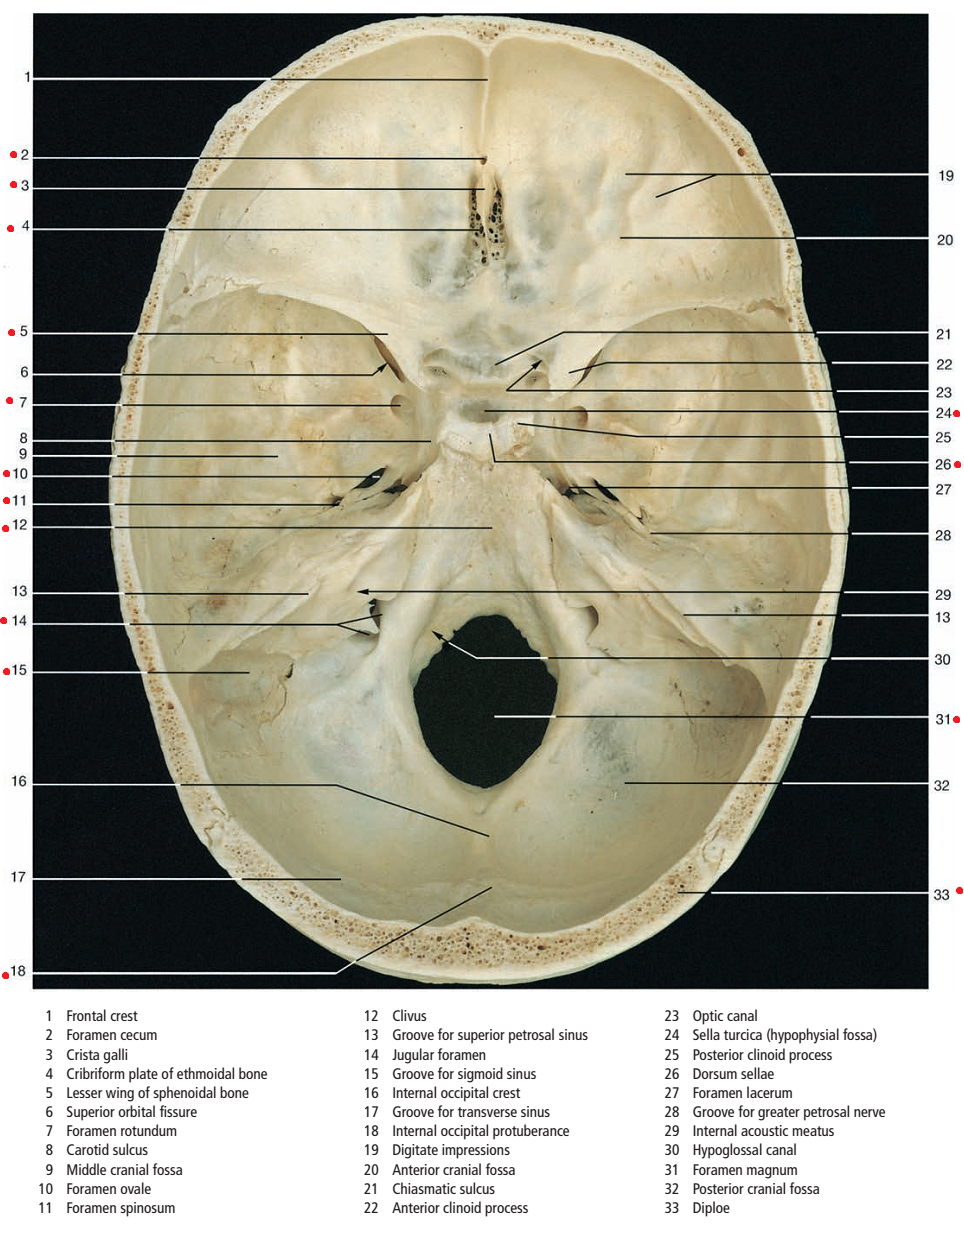 1
2
3
4
5
6
7
8
9
10
11
12
13
14
15
16
17
18
19
20
21
22
23
24
25
26
27
28
29
13
30
31
32
33
1 Frontal crest
2 Foramen cecum
3 Crista galli
4 Cribriform plate of ethmoidal bone
5 Lesser wing of sphenoidal bone
6 Superior orbital fissure
7 Foramen rotundum
8 Carotid sulcus
9 Middle cranial fossa
10 Foramen ovale
11 Foramen spinosum
12 Clivus
13 Groove for superior petrosal sinus
14 Jugular foramen
15 Groove for sigmoid sinus
16 Internal occipital crest
17 Groove for transverse sinus
18 Internal occipital protuberance
19 Digitate impressions
20 Anterior cranial fossa
21 Chiasmatic sulcus
22 Anterior clinoid process
23 Optic canal
24 Sella turcica (hypophysial fossa)
25 Posterior clinoid process
26 Dorsum sellae
27 Foramen lacerum
28 Groove for greater petrosal nerve
29 Internal acoustic meatus
30 Hypoglossal canal
31 Foramen magnum
32 Posterior cranial fossa
33 Diploe